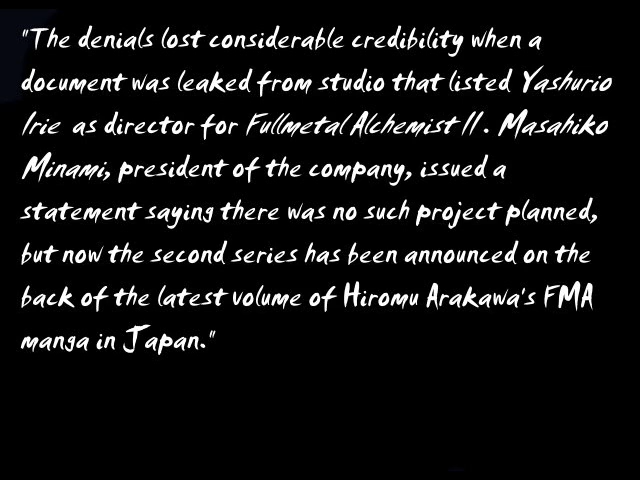 "The denials lost considerable credibility when a
document was leaked from studio that listed Yashurio
Irie as director for Fullmetal Alchemist II. Masahiko
Minami, president of the company, issued a
statement saying there was no such project planned,
but now the second series has been announced on the
back of the latest volume of Hiromu Arakawa's FMA
manga in Japan."